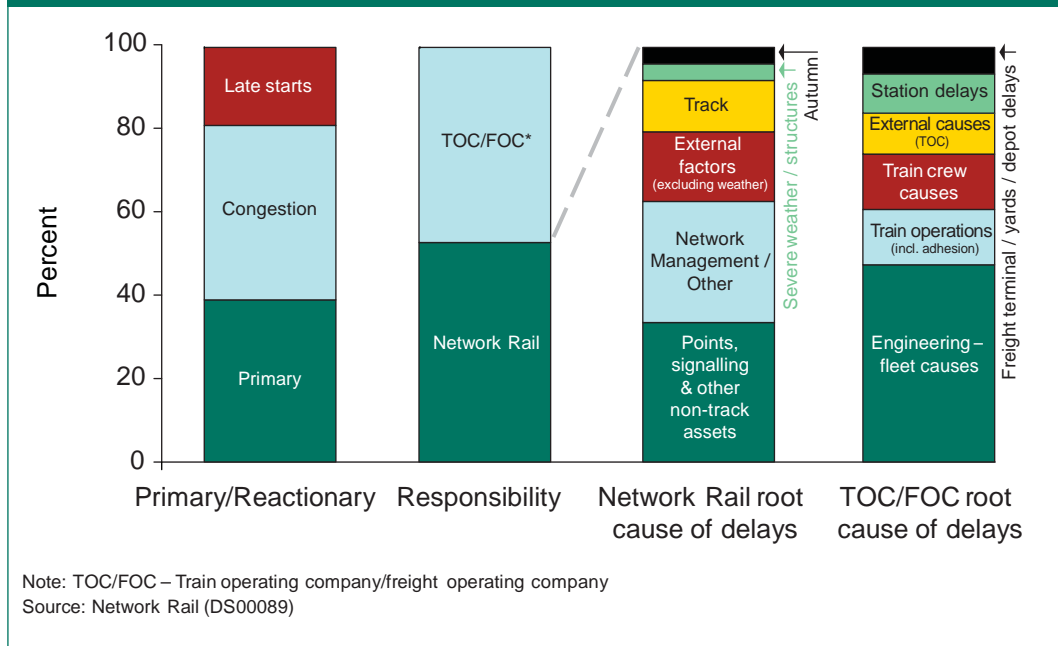 100
80
60
40
20
0
Percent
Late starts
Congestion
Primary
TOC/FOC*
Network Rail
Track
External
factors
(excluding weather)
Network
Management /
Other
Points,
signalling
& other
non-track
assets
Severe weather / structures
Autumn
Station delays
External causes
(TOC)
Train crew
causes
Train operations
(incl. adhesion)
Engineering –
fleet causes
Freight terminal / yards / depot delays
Primary/Reactionary
Responsibility
Network Rail root
cause of delays
TOC/FOC root
cause of delays
Note: TOC/FOC – Train operating company/freight operating company
Source: Network Rail (DS00089)